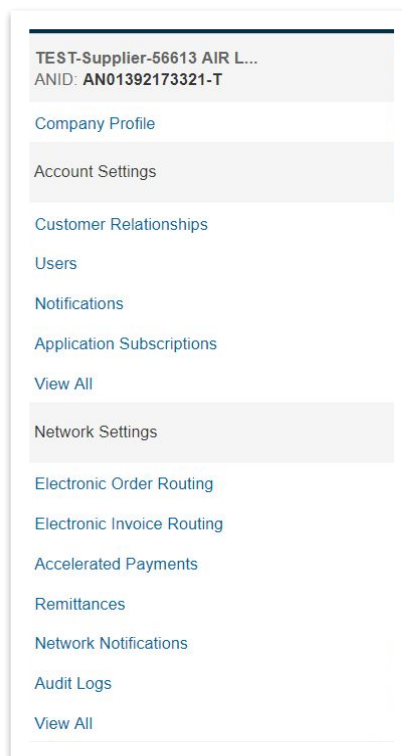 TEST-Supplier-56613 AIR L...
ANID: AN01392173321-T
Company Profile
Account Settings
Customer Relationships
Users
Notifications
Application Subscriptions
View All
Network Settings
Electronic Order Routing
Electronic Invoice Routing
Accelerated Payments
Remittances
Network Notifications
Audit Logs
View All